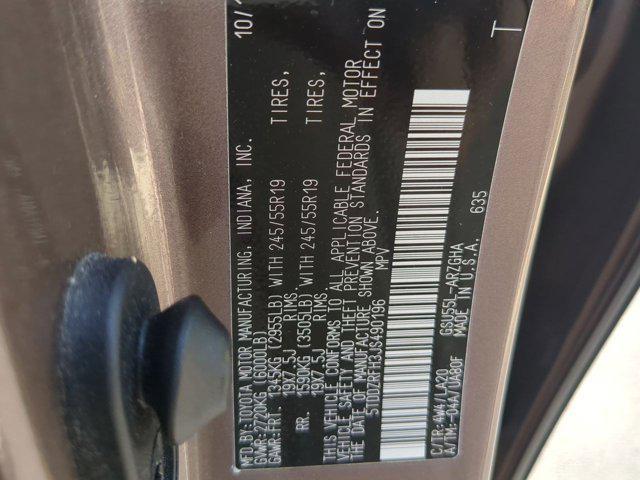 MFD.BY:TOYOTA MOTOR MANUFACTURING, INDIANA, INC. 10/
GVWR:2720KG (6000LB)
GAWR:FRT. 1345KG (2955LB) WITH 245/55R19 TIRES,
19X7.5J RIMS.
RR. 1590KG (3505LB) WITH 245/55R19 TIRES,
19X7.5J RIMS.
THIS VEHICLE CONFORMS TO ALL APPLICABLE FEDERAL MOTOR
VEHICLE SAFETY AND THEFT PREVENTION STANDARDS IN EFFECT ON
THE DATE OF MANUFACTURE SHOWN ABOVE.
5TDDZRFH3JS490196 MPV
C/TR:4W4/LA20 GSU55L-ARZGHA
A/TM:-04A/UA80F MADE IN U.S.A. 635
T